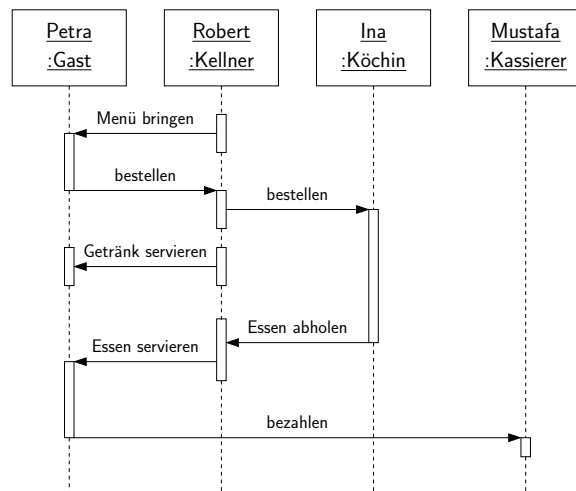 Petra
:Gast
Robert
:Kellner
Ina
:Köchin
Mustafa
:Kassierer
Menü bringen
bestellen
bestellen
Getränk servieren
Essen abholen
Essen servieren
bezahlen